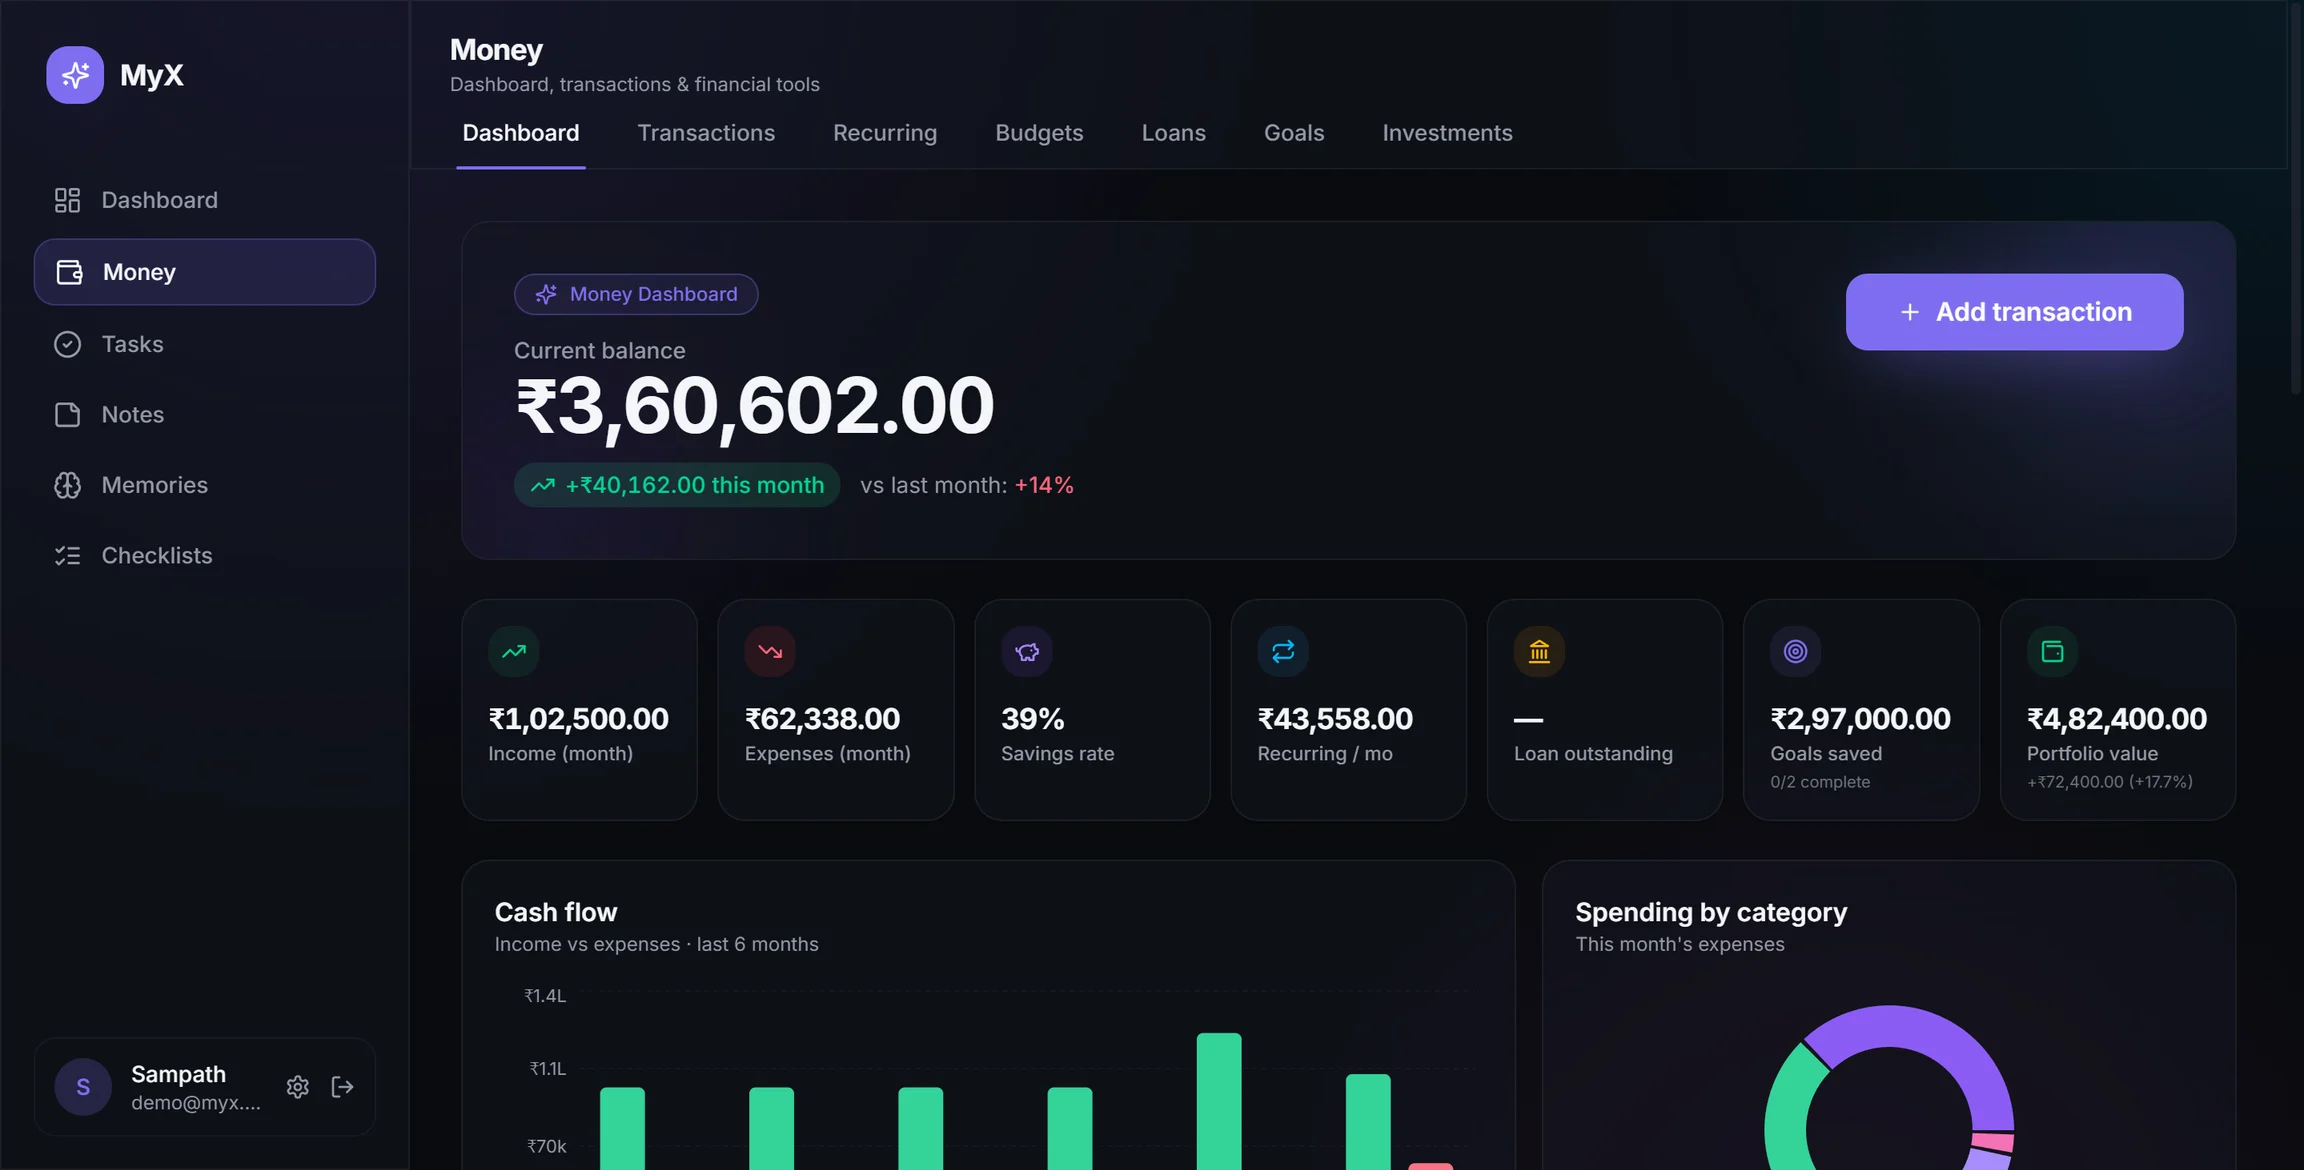 MyX
Dashboard
Money
Tasks
Notes
Memories
Checklists
S
Sampath
demo@myx....
Money
Dashboard, transactions & financial tools
Dashboard Transactions Recurring Budgets Loans Goals Investments
Money Dashboard
+ Add transaction
Current balance
₹3,60,602.00
+₹40,162.00 this month vs last month: +14%
₹1,02,500.00
Income (month)
₹62,338.00
Expenses (month)
39%
Savings rate
₹43,558.00
Recurring / mo
—
Loan outstanding
₹2,97,000.00
Goals saved
0/2 complete
₹4,82,400.00
Portfolio value
+₹72,400.00 (+17.7%)
Cash flow
Income vs expenses · last 6 months
₹1.4L
₹1.1L
₹70k
Spending by category
This month's expenses